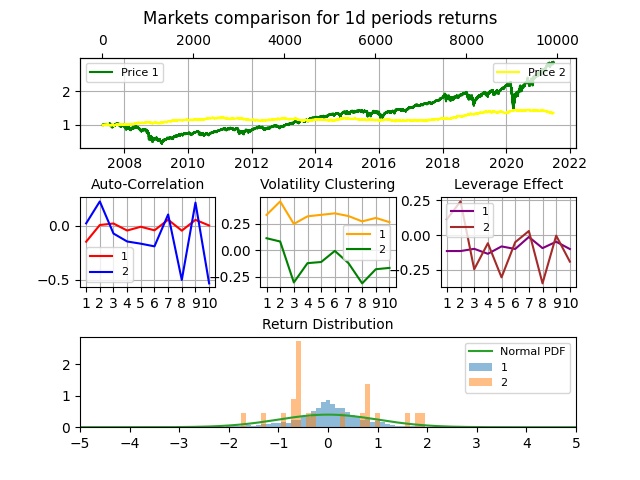 Markets comparison for 1d periods returns
0 2000 4000 6000 8000 10000
Price 1 Price 2
2
1
2008 2010 2012 2014 2016 2018 2020 2022
Auto-Correlation Volatility Clustering Leverage Effect
0.0
−0.5
1
2
1 2 3 4 5 6 7 8 9 10
0.25
0.00
−0.25
1
2
1 2 3 4 5 6 7 8 9 10
0.25
0.00
−0.25
1
2
1 2 3 4 5 6 7 8 9 10
Return Distribution
2
1
0
Normal PDF
1
2
−5 −4 −3 −2 −1 0 1 2 3 4 5